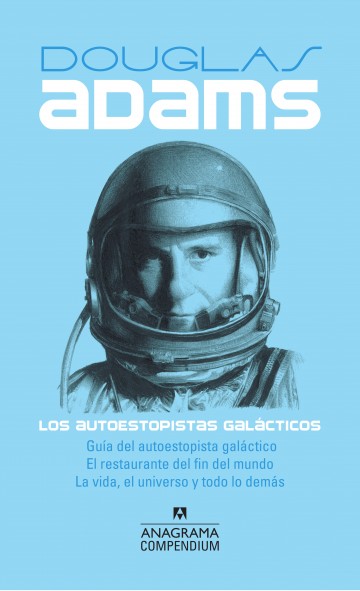 DOUGLAS
ADAMS
LOS AUTOESTOPISTAS GALÁCTICOS
Guía del autoestopista galáctico
El restaurante del fin del mundo
La vida, el universo y todo lo demás
ANAGRAMA
COMPENDIUM